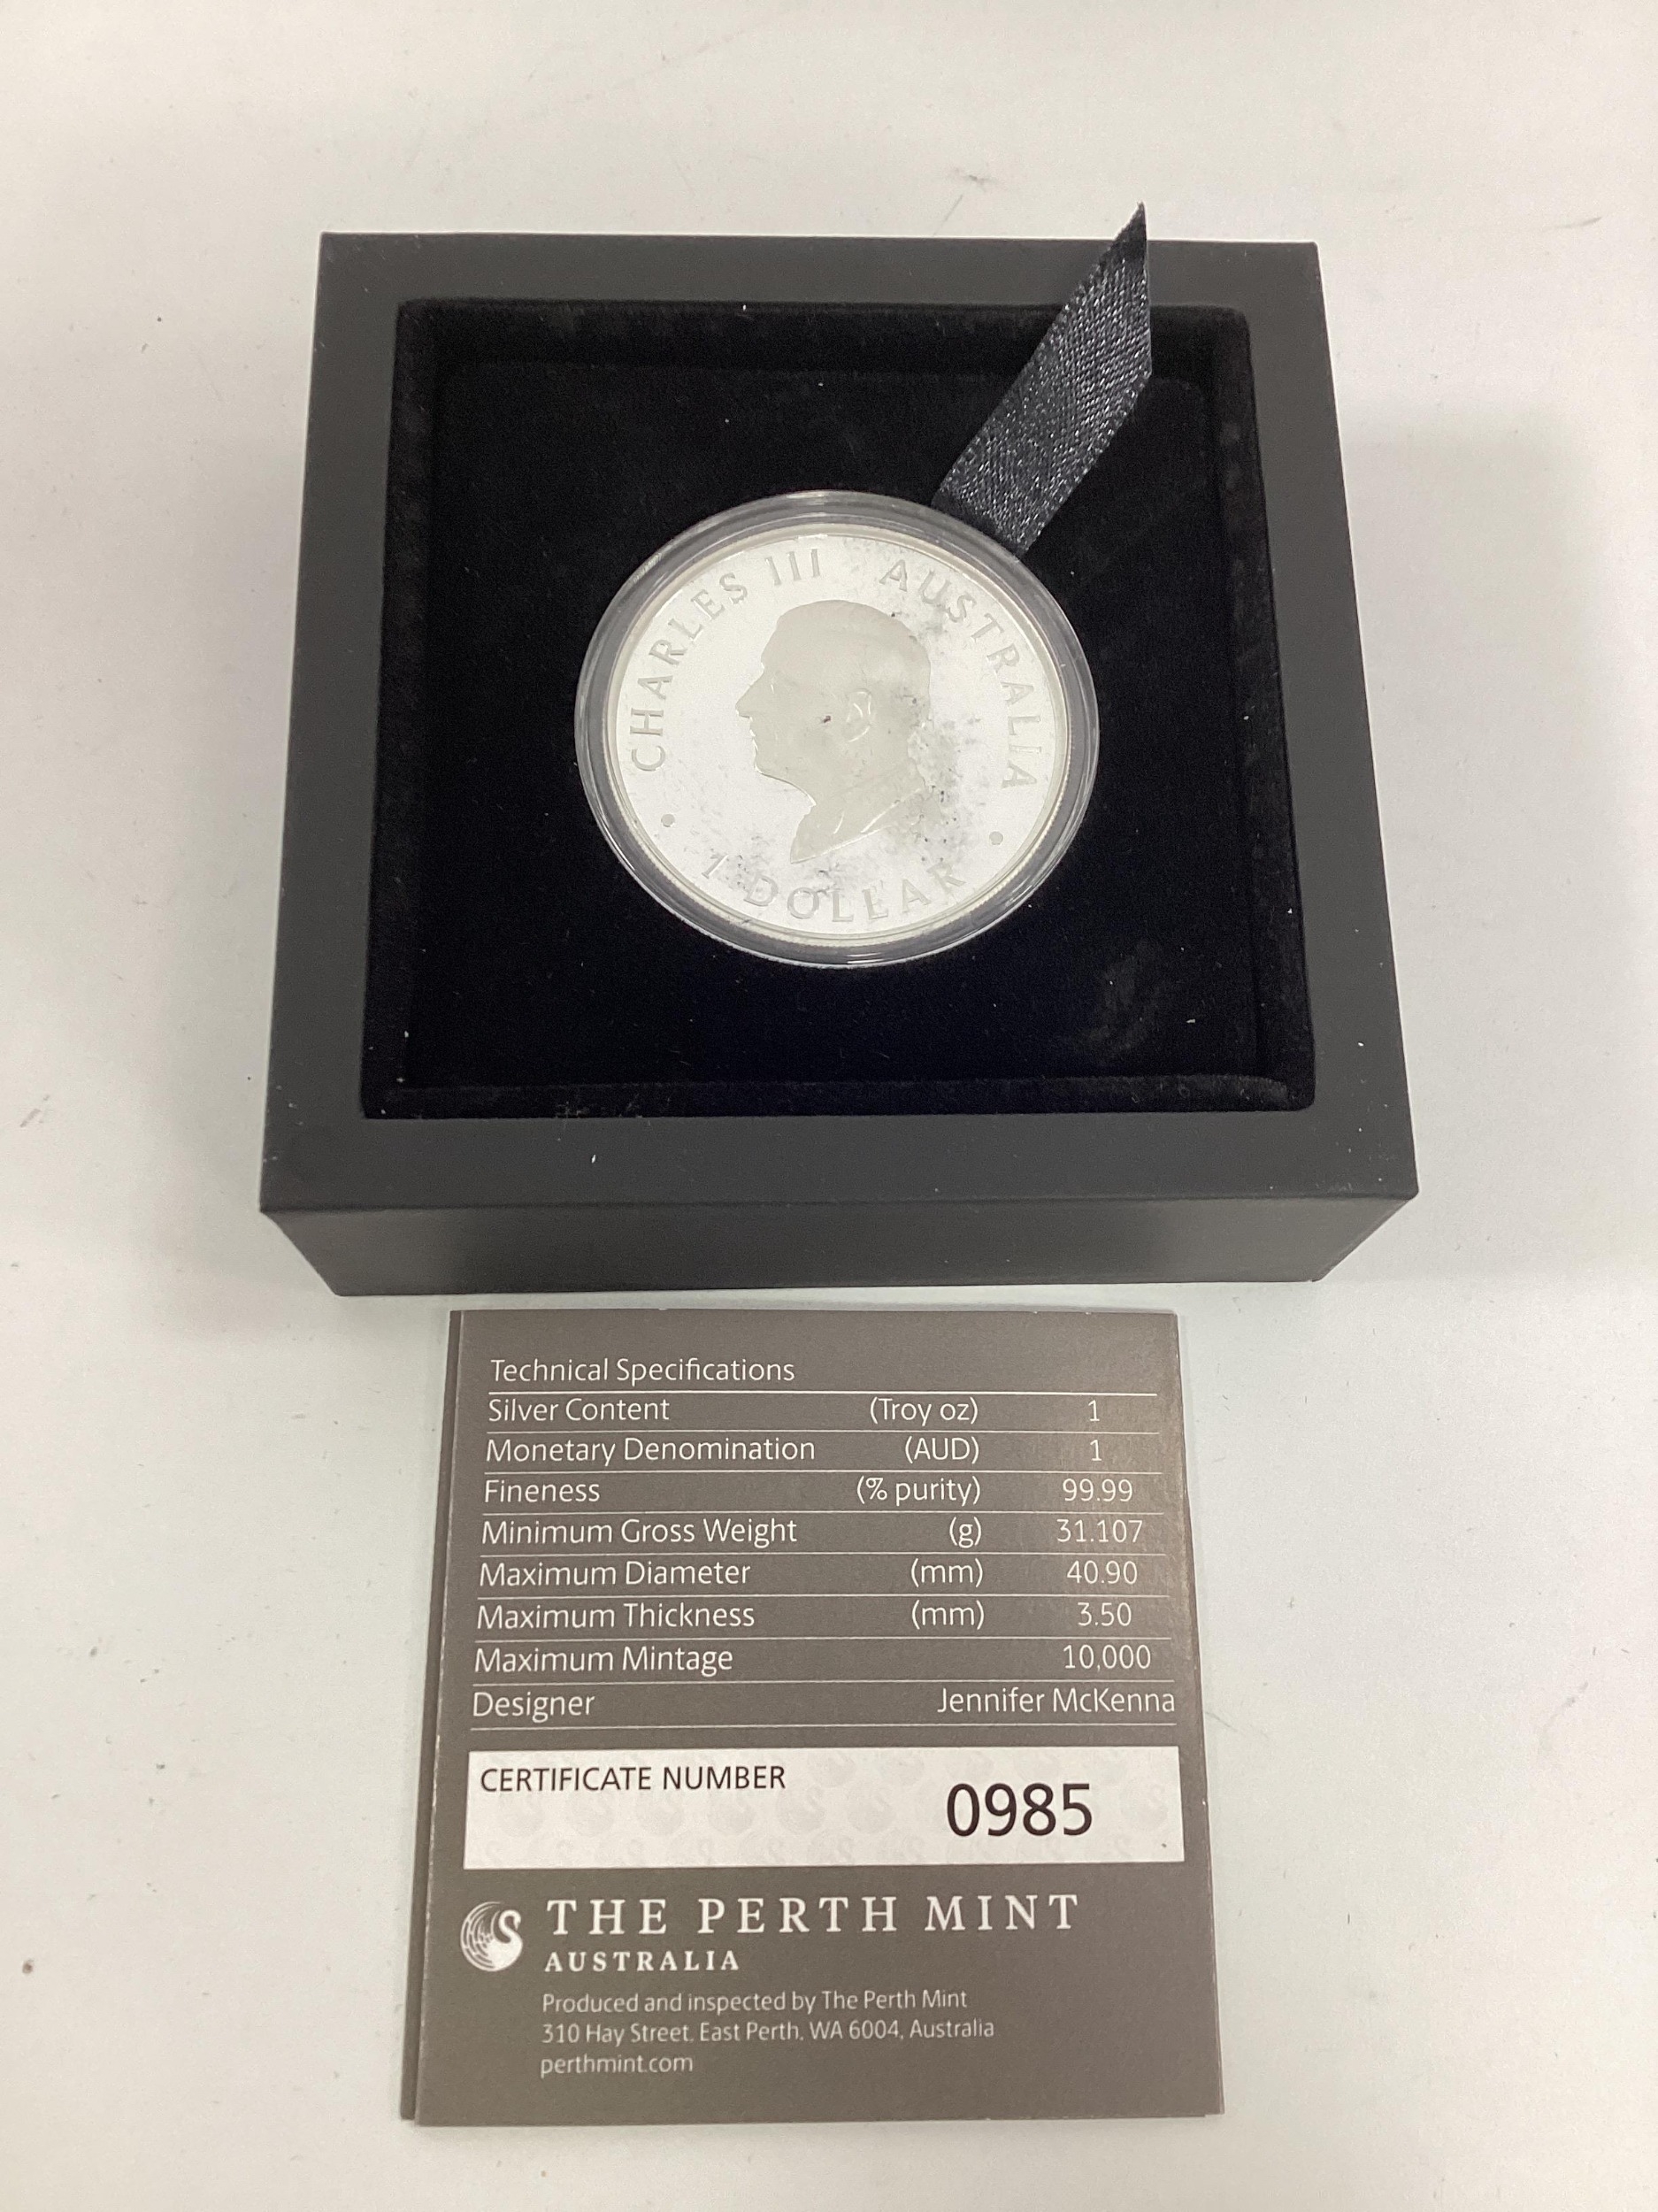 CHARLES III AUSTRALIA
1 DOLLAR
Technical Specifications
Silver Content (Troy oz) 1
Monetary Denomination (AUD) 1
Fineness (% purity) 99.99
Minimum Gross Weight (g) 31.107
Maximum Diameter (mm) 40.90
Maximum Thickness (mm) 3.50
Maximum Mintage 10,000
Designer Jennifer McKenna
CERTIFICATE NUMBER 0985
THE PERTH MINT
AUSTRALIA
Produced and inspected by The Perth Mint
310 Hay Street, East Perth, WA 6004, Australia
perthmint.com